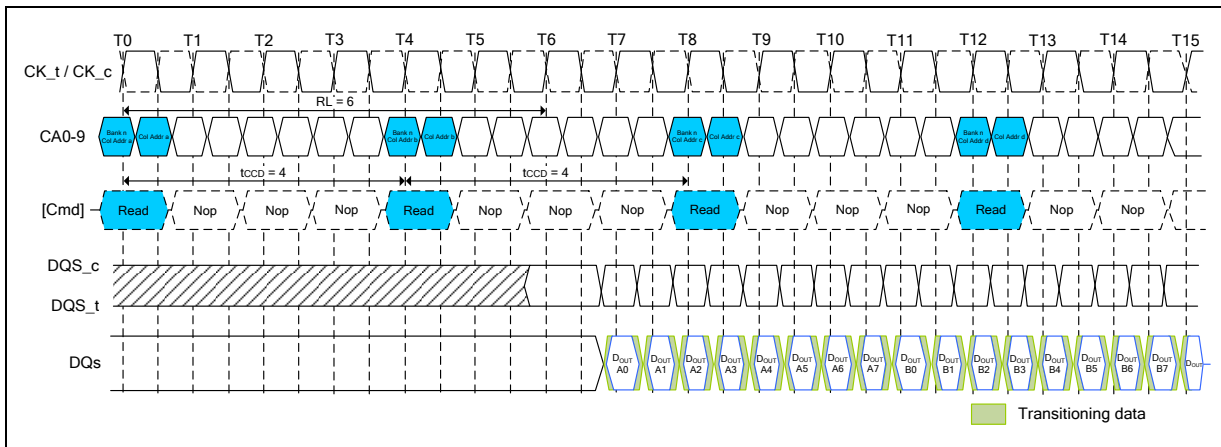 T0 T1 T2 T3 T4 T5 T6 T7 T8 T9 T10 T11 T12 T13 T14 T15
CK_t / CK_c
RL = 6
CA0-9
Bank n Col Addr a
Col Addr a
Bank n Col Addr b
Col Addr b
Bank n Col Addr c
Col Addr c
Bank n Col Addr d
Col Addr d
tCCD = 4 tCCD = 4
[Cmd] Read Nop Nop Nop Read Nop Nop Nop Read Nop Nop Nop Read Nop Nop
DQS_c
DQS_t
DQs
DOUT A0
DOUT A1
DOUT A2
DOUT A3
DOUT A4
DOUT A5
DOUT A6
DOUT A7
DOUT B0
DOUT B1
DOUT B2
DOUT B3
DOUT B4
DOUT B5
DOUT B6
DOUT B7
DOUT
Transitioning data